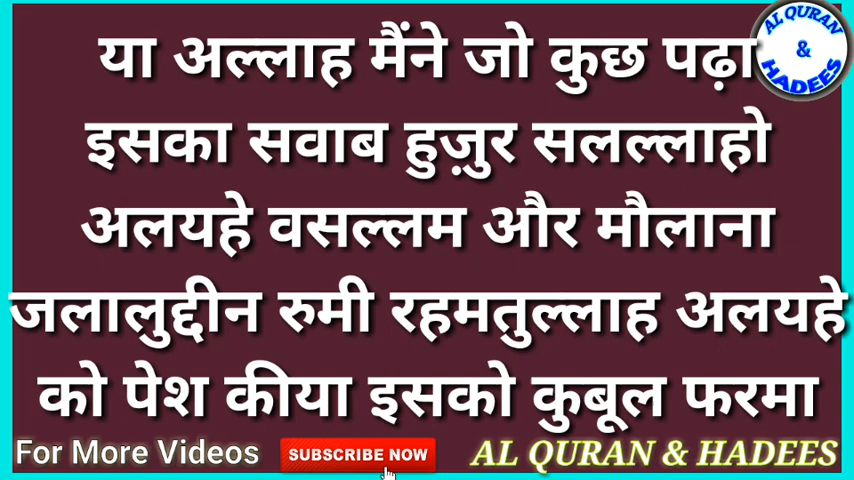 या अल्लाह मैंने जो कुछ पढ़ा
इसका सवाब हुज़ुर सलल्लाहो
अलयहे वसल्लम और मौलाना
जलालुद्दीन रुमी रहमतुल्लाह अलयहे
को पेश कीया इसको कुबूल फरमा
AL QURAN
&
HADEES
For More Videos
SUBSCRIBE NOW
AL QURAN & HADEES